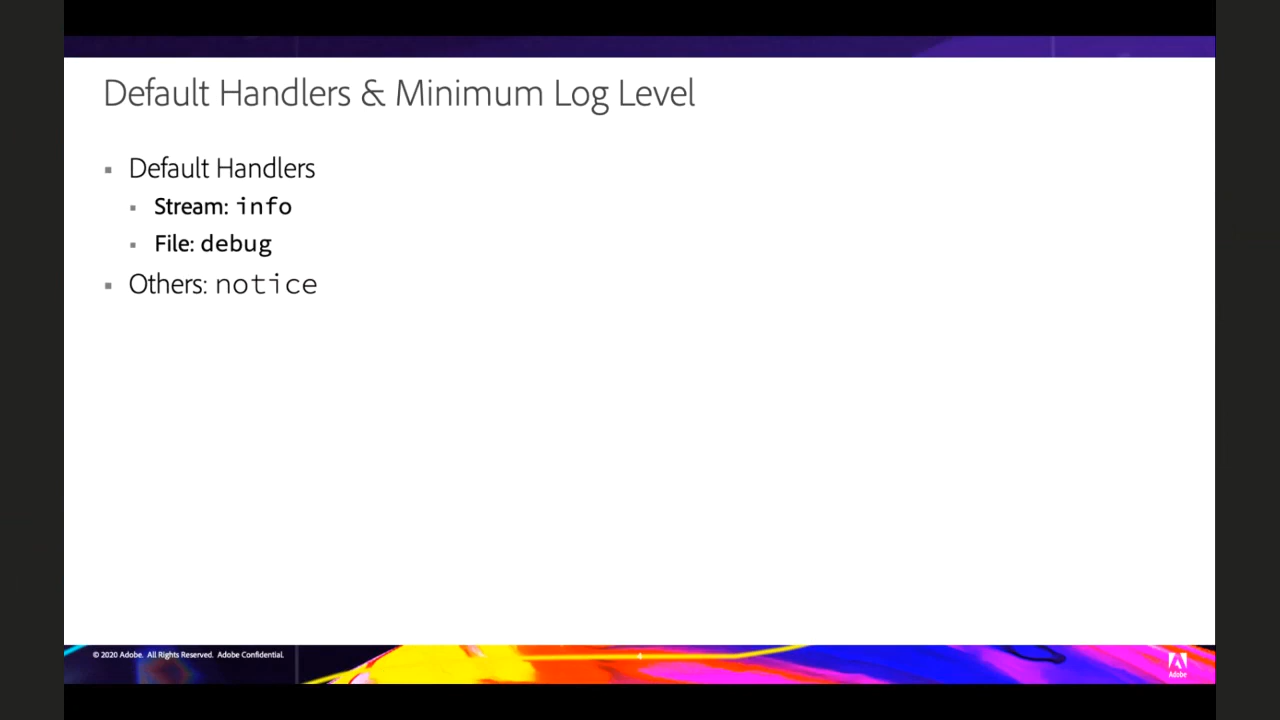 Default Handlers & Minimum Log Level
▪ Default Handlers
▪ Stream: info
▪ File: debug
▪ Others: notice
© 2020 Adobe. All Rights Reserved. Adobe Confidential.
4
Adobe